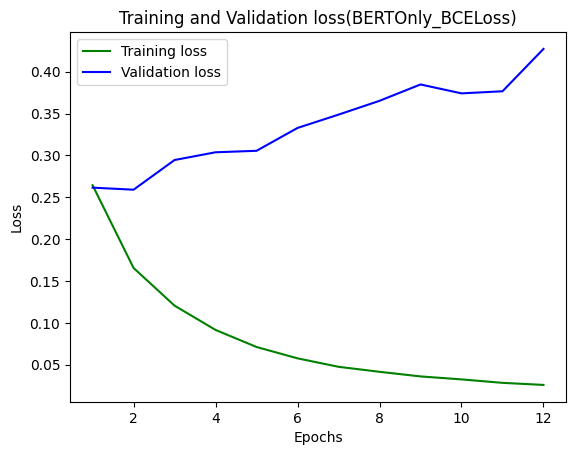 Training and Validation loss(BERTOnly_BCELoss)
Training loss
Validation loss
0.40
0.35
0.30
0.25
0.20
0.15
0.10
0.05
Loss
2 4 6 8 10 12
Epochs